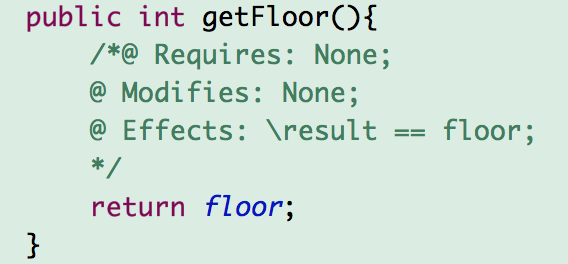 public int getFloor(){
/*@ Requires: None;
@ Modifies: None;
@ Effects: \result == floor;
*/
return floor;
}